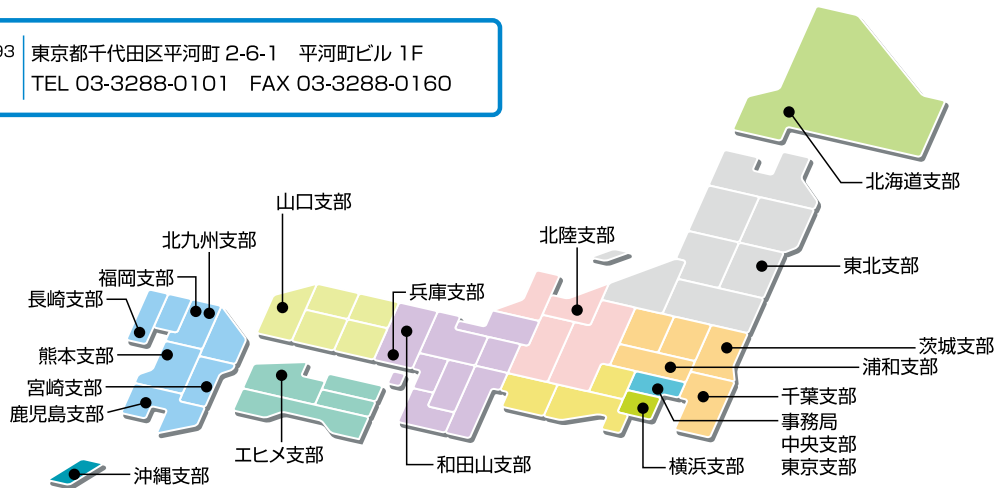 93 東京都千代田区平河町 2-6-1　平河町ビル 1F
TEL 03-3288-0101　FAX 03-3288-0160
北海道支部
山口支部
北九州支部
北陸支部
福岡支部
東北支部
兵庫支部
長崎支部
茨城支部
熊本支部
浦和支部
宮崎支部
千葉支部
鹿児島支部
事務局
中央支部
エヒメ支部
和田山支部
横浜支部
東京支部
沖縄支部